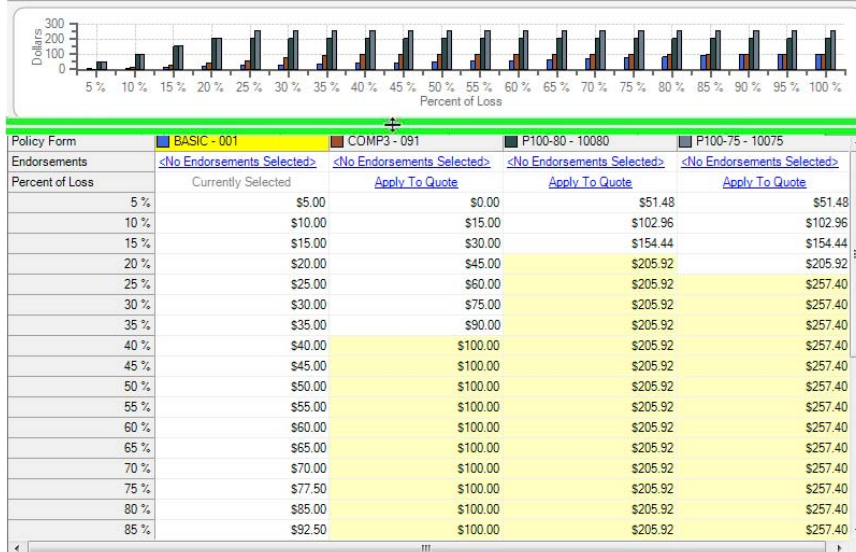 300
200
100
0
Dollars
5 % 10 % 15 % 20 % 25 % 30 % 35 % 40 % 45 % 50 % 55 % 60 % 65 % 70 % 75 % 80 % 85 % 90 % 95 % 100 %
Percent of Loss
Policy Form BASIC - 001 COMP3 - 091 P100-80 - 10080 P100-75 - 10075
Endorsements <No Endorsements Selected> <No Endorsements Selected> <No Endorsements Selected> <No Endorsements Selected>
Percent of Loss Currently Selected Apply To Quote Apply To Quote Apply To Quote
5 % $5.00 $0.00 $51.48 $51.48
10 % $10.00 $15.00 $102.96 $102.96
15 % $15.00 $30.00 $154.44 $154.44
20 % $20.00 $45.00 $205.92 $205.92
25 % $25.00 $60.00 $205.92 $257.40
30 % $30.00 $75.00 $205.92 $257.40
35 % $35.00 $90.00 $205.92 $257.40
40 % $40.00 $100.00 $205.92 $257.40
45 % $45.00 $100.00 $205.92 $257.40
50 % $50.00 $100.00 $205.92 $257.40
55 % $55.00 $100.00 $205.92 $257.40
60 % $60.00 $100.00 $205.92 $257.40
65 % $65.00 $100.00 $205.92 $257.40
70 % $70.00 $100.00 $205.92 $257.40
75 % $77.50 $100.00 $205.92 $257.40
80 % $85.00 $100.00 $205.92 $257.40
85 % $92.50 $100.00 $205.92 $257.40